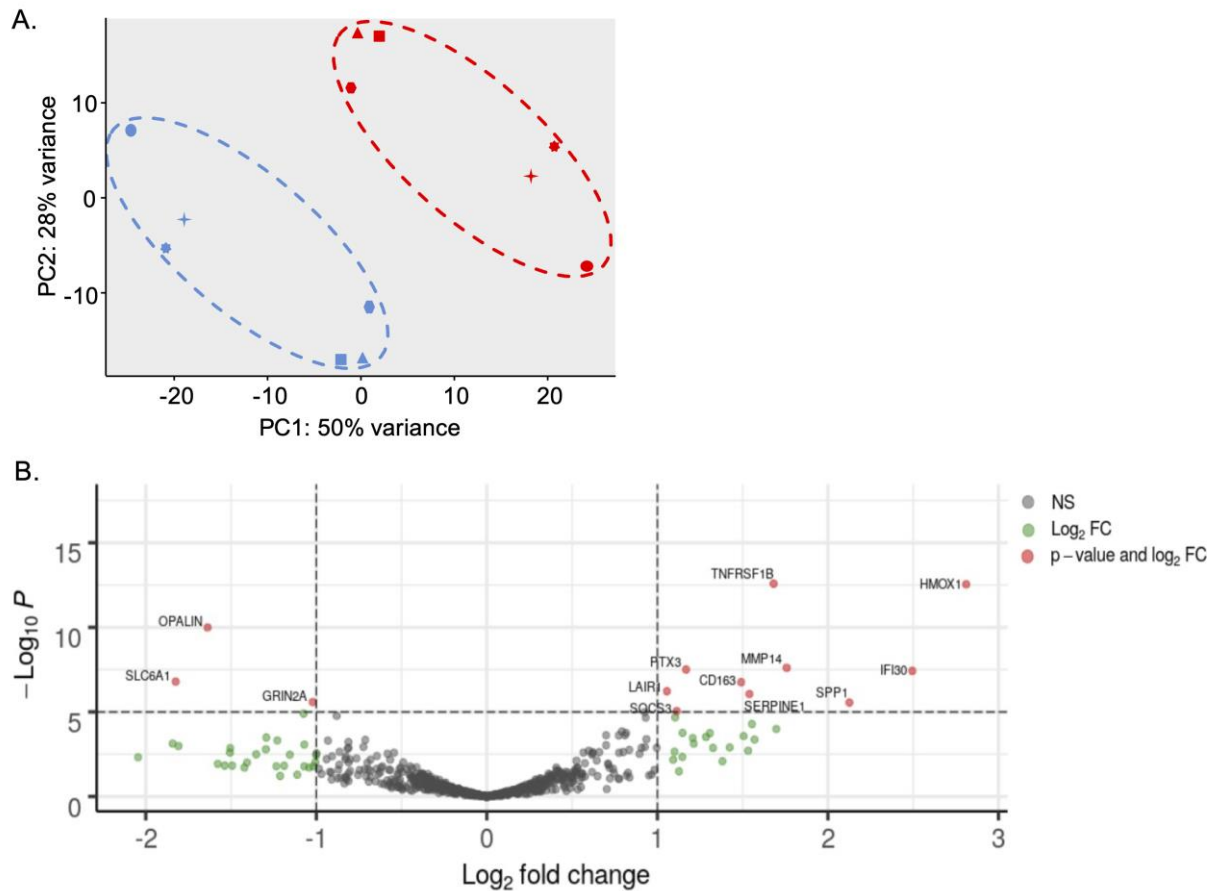 A.
PC2: 28% variance
10
0
-10
-20
-10
0
10
20
PC1: 50% variance
B.
-Log10 P
15
10
5
0
TNFRSF1B
HMOX1
OPALIN
SLC6A1
GRIN2A
PTX3
MMP14
IFI30
LAIR1
CD163
SPP1
SOCS3
SERPINE1
NS
Log2 FC
p-value and log2 FC
-2
-1
0
1
2
3
Log2 fold change